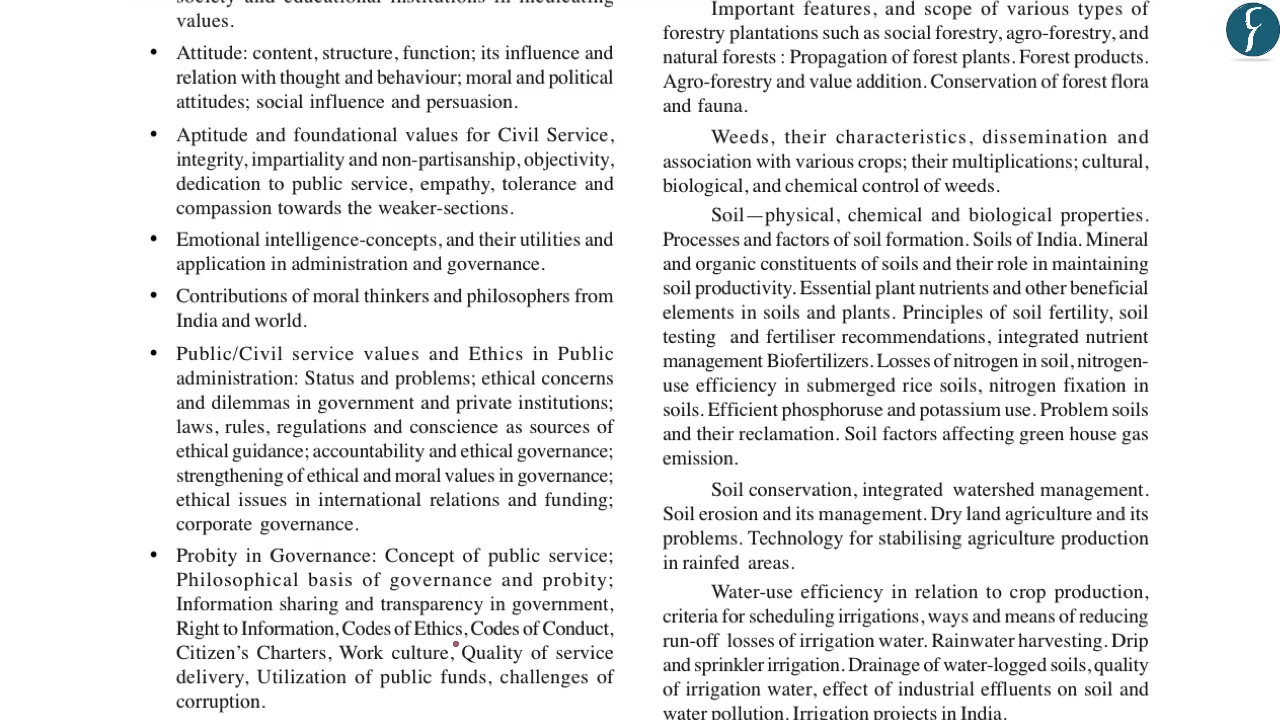 society and educational institutions in inculcating
values.
• Attitude: content, structure, function; its influence and
relation with thought and behaviour; moral and political
attitudes; social influence and persuasion.
• Aptitude and foundational values for Civil Service,
integrity, impartiality and non-partisanship, objectivity,
dedication to public service, empathy, tolerance and
compassion towards the weaker-sections.
• Emotional intelligence-concepts, and their utilities and
application in administration and governance.
• Contributions of moral thinkers and philosophers from
India and world.
• Public/Civil service values and Ethics in Public
administration: Status and problems; ethical concerns
and dilemmas in government and private institutions;
laws, rules, regulations and conscience as sources of
ethical guidance; accountability and ethical governance;
strengthening of ethical and moral values in governance;
ethical issues in international relations and funding;
corporate governance.
• Probity in Governance: Concept of public service;
Philosophical basis of governance and probity;
Information sharing and transparency in government,
Right to Information, Codes of Ethics, Codes of Conduct,
Citizen's Charters, Work culture, Quality of service
delivery, Utilization of public funds, challenges of
corruption.
Important features, and scope of various types of
forestry plantations such as social forestry, agro-forestry, and
natural forests : Propagation of forest plants. Forest products.
Agro-forestry and value addition. Conservation of forest flora
and fauna.
Weeds, their characteristics, dissemination and
association with various crops; their multiplications; cultural,
biological, and chemical control of weeds.
Soil—physical, chemical and biological properties.
Processes and factors of soil formation. Soils of India. Mineral
and organic constituents of soils and their role in maintaining
soil productivity. Essential plant nutrients and other beneficial
elements in soils and plants. Principles of soil fertility, soil
testing and fertiliser recommendations, integrated nutrient
management Biofertilizers. Losses of nitrogen in soil, nitrogen-
use efficiency in submerged rice soils, nitrogen fixation in
soils. Efficient phosphoruse and potassium use. Problem soils
and their reclamation. Soil factors affecting green house gas
emission.
Soil conservation, integrated watershed management.
Soil erosion and its management. Dry land agriculture and its
problems. Technology for stabilising agriculture production
in rainfed areas.
Water-use efficiency in relation to crop production,
criteria for scheduling irrigations, ways and means of reducing
run-off losses of irrigation water. Rainwater harvesting. Drip
and sprinkler irrigation. Drainage of water-logged soils, quality
of irrigation water, effect of industrial effluents on soil and
water pollution. Irrigation projects in India.